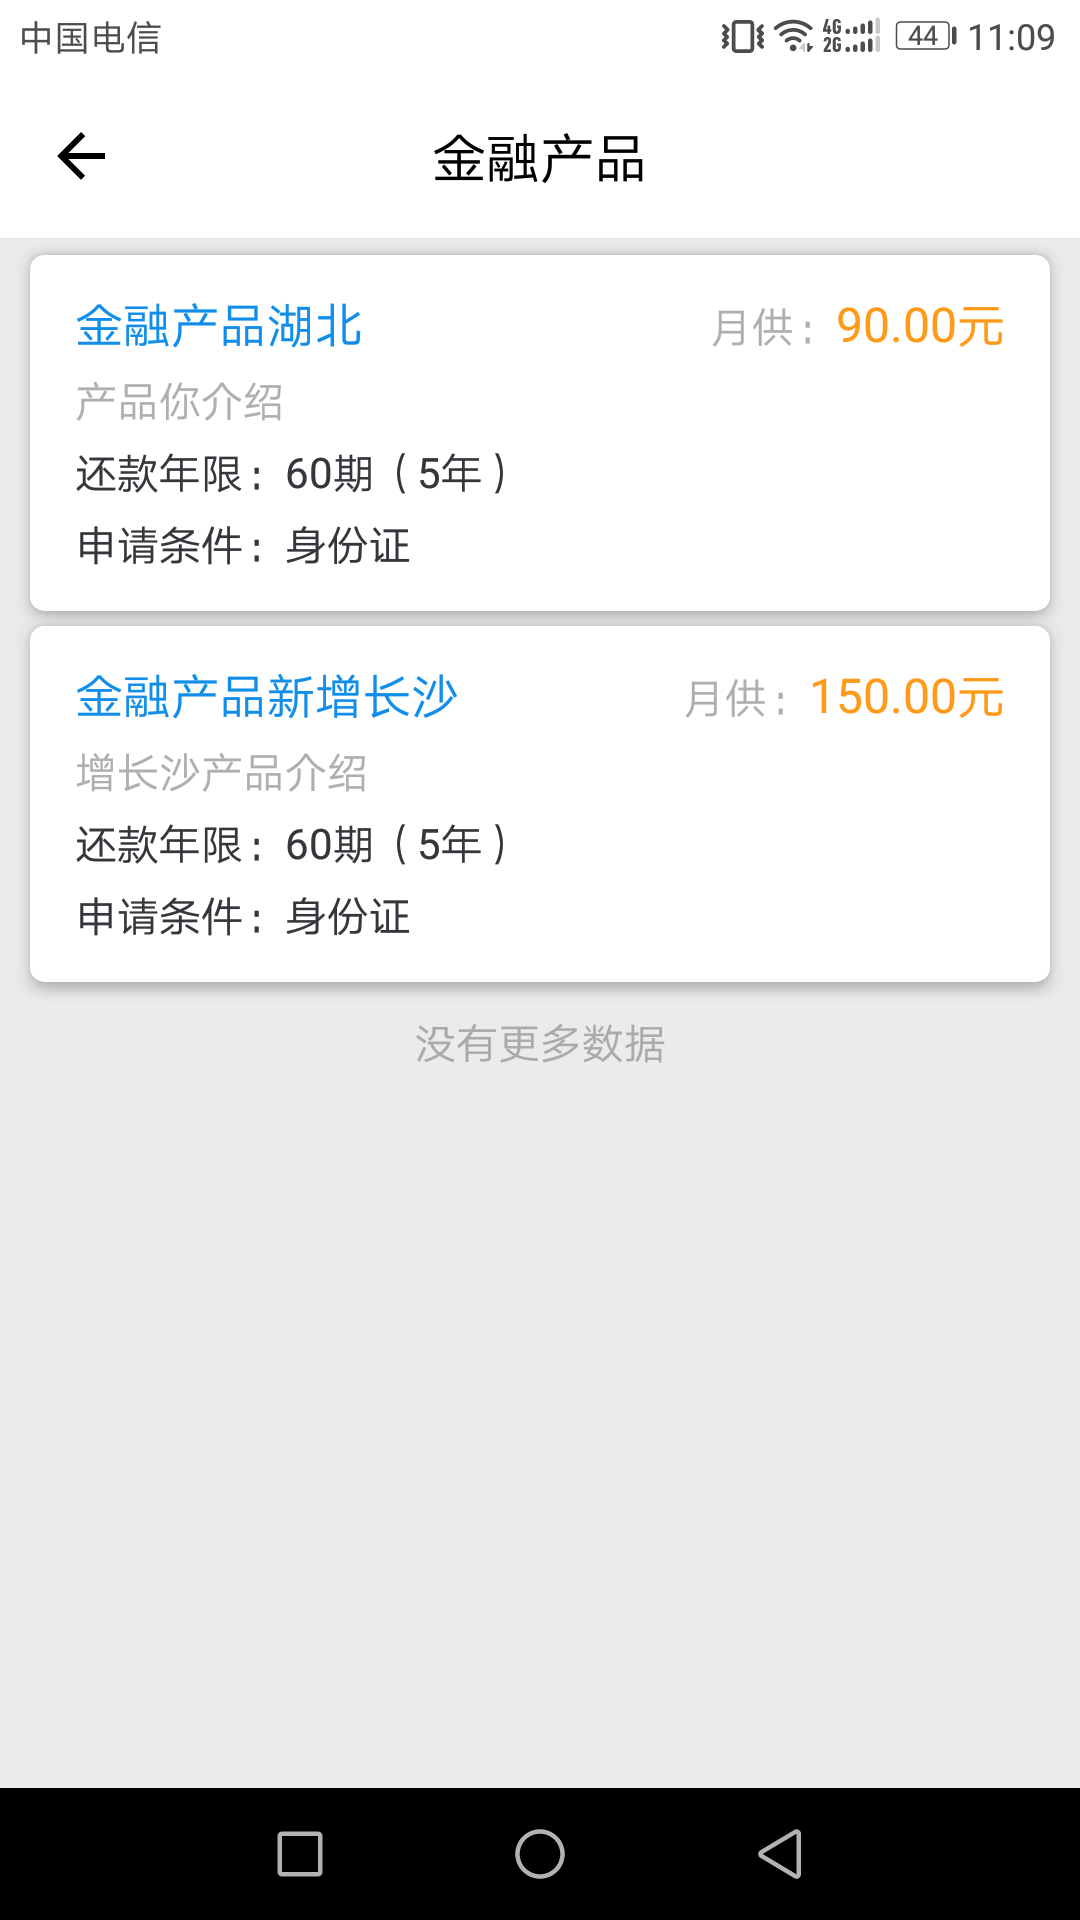 中国电信 4G 2G 44 11:09
金融产品
金融产品湖北 月供：90.00元
产品你介绍
还款年限：60期（5年）
申请条件：身份证
金融产品新增长沙 月供：150.00元
增长沙产品介绍
还款年限：60期（5年）
申请条件：身份证
没有更多数据